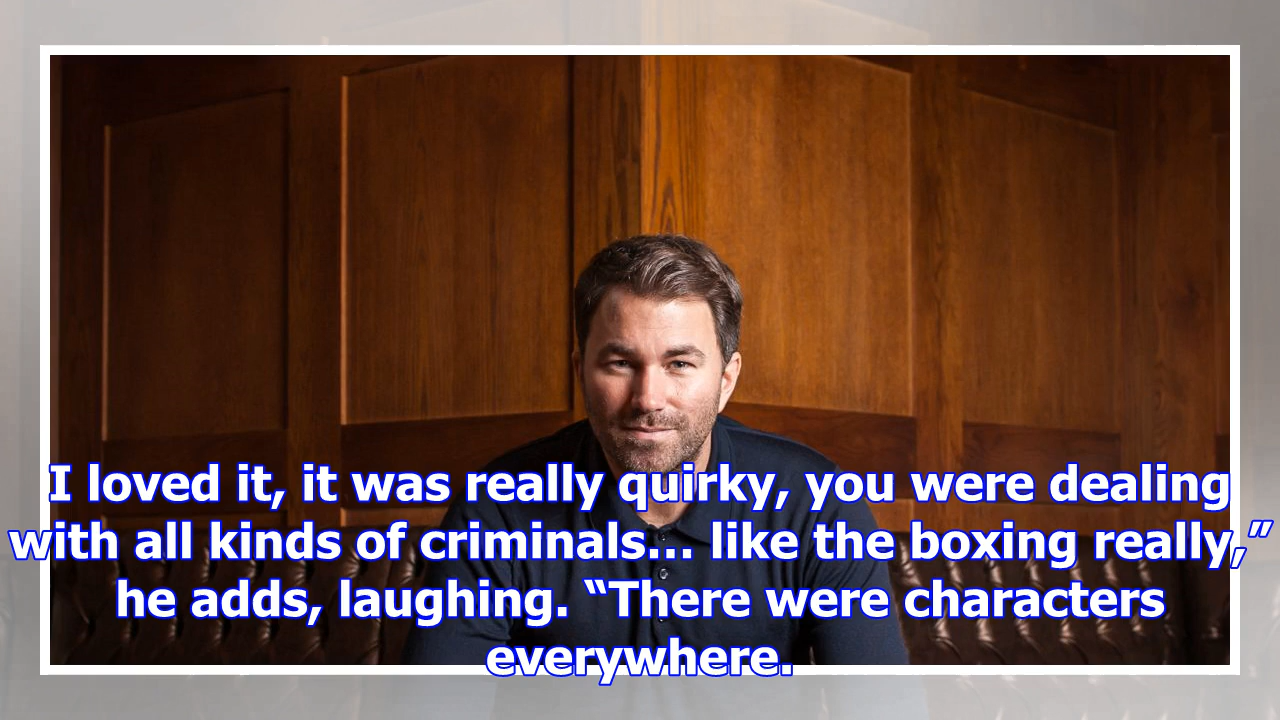 I loved it, it was really quirky, you were dealing
with all kinds of criminals... like the boxing really,”
he adds, laughing. “There were characters
everywhere.